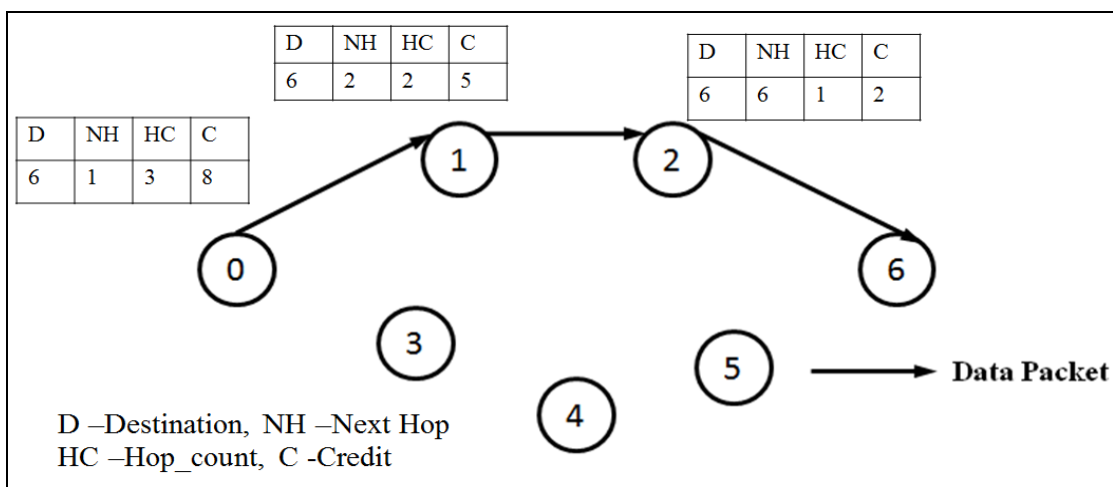 D NH HC C
6 2 2 5
D NH HC C
6 6 1 2
D NH HC C
6 1 3 8
1
2
0
6
3
5
Data Packet
4
D –Destination, NH –Next Hop
HC –Hop_count, C -Credit